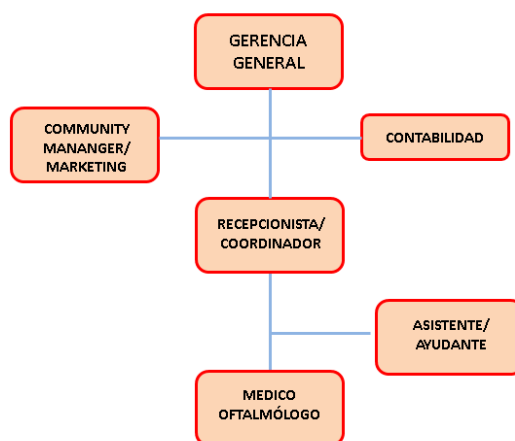 GERENCIA
GENERAL
COMMUNITY
MANANGER/
MARKETING
CONTABILIDAD
RECEPCIONISTA/
COORDINADOR
ASISTENTE/
AYUDANTE
MEDICO
OFTALMÓLOGO